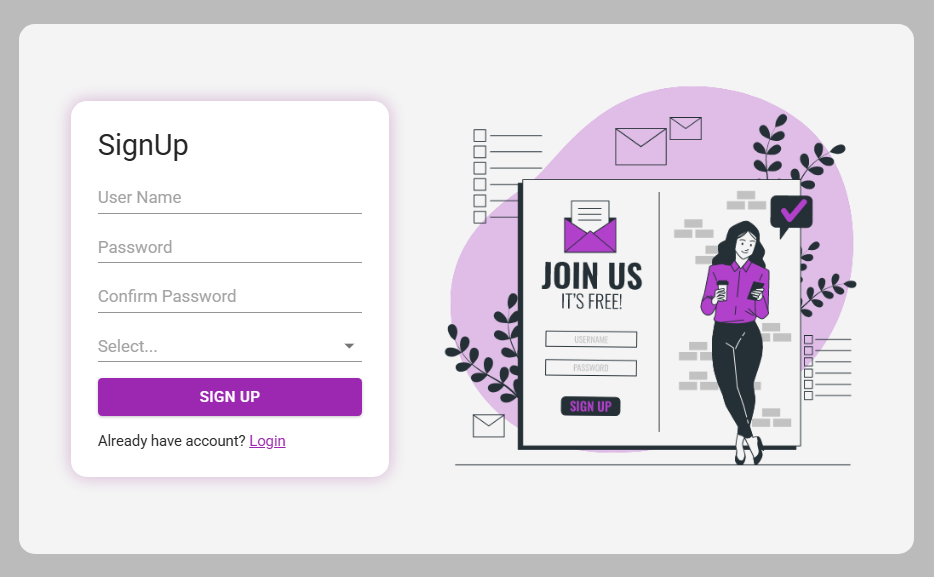 SignUp
User Name
Password
Confirm Password
Select...
SIGN UP
Already have account? Login
JOIN US
IT'S FREE!
USERNAME
PASSWORD
SIGN UP